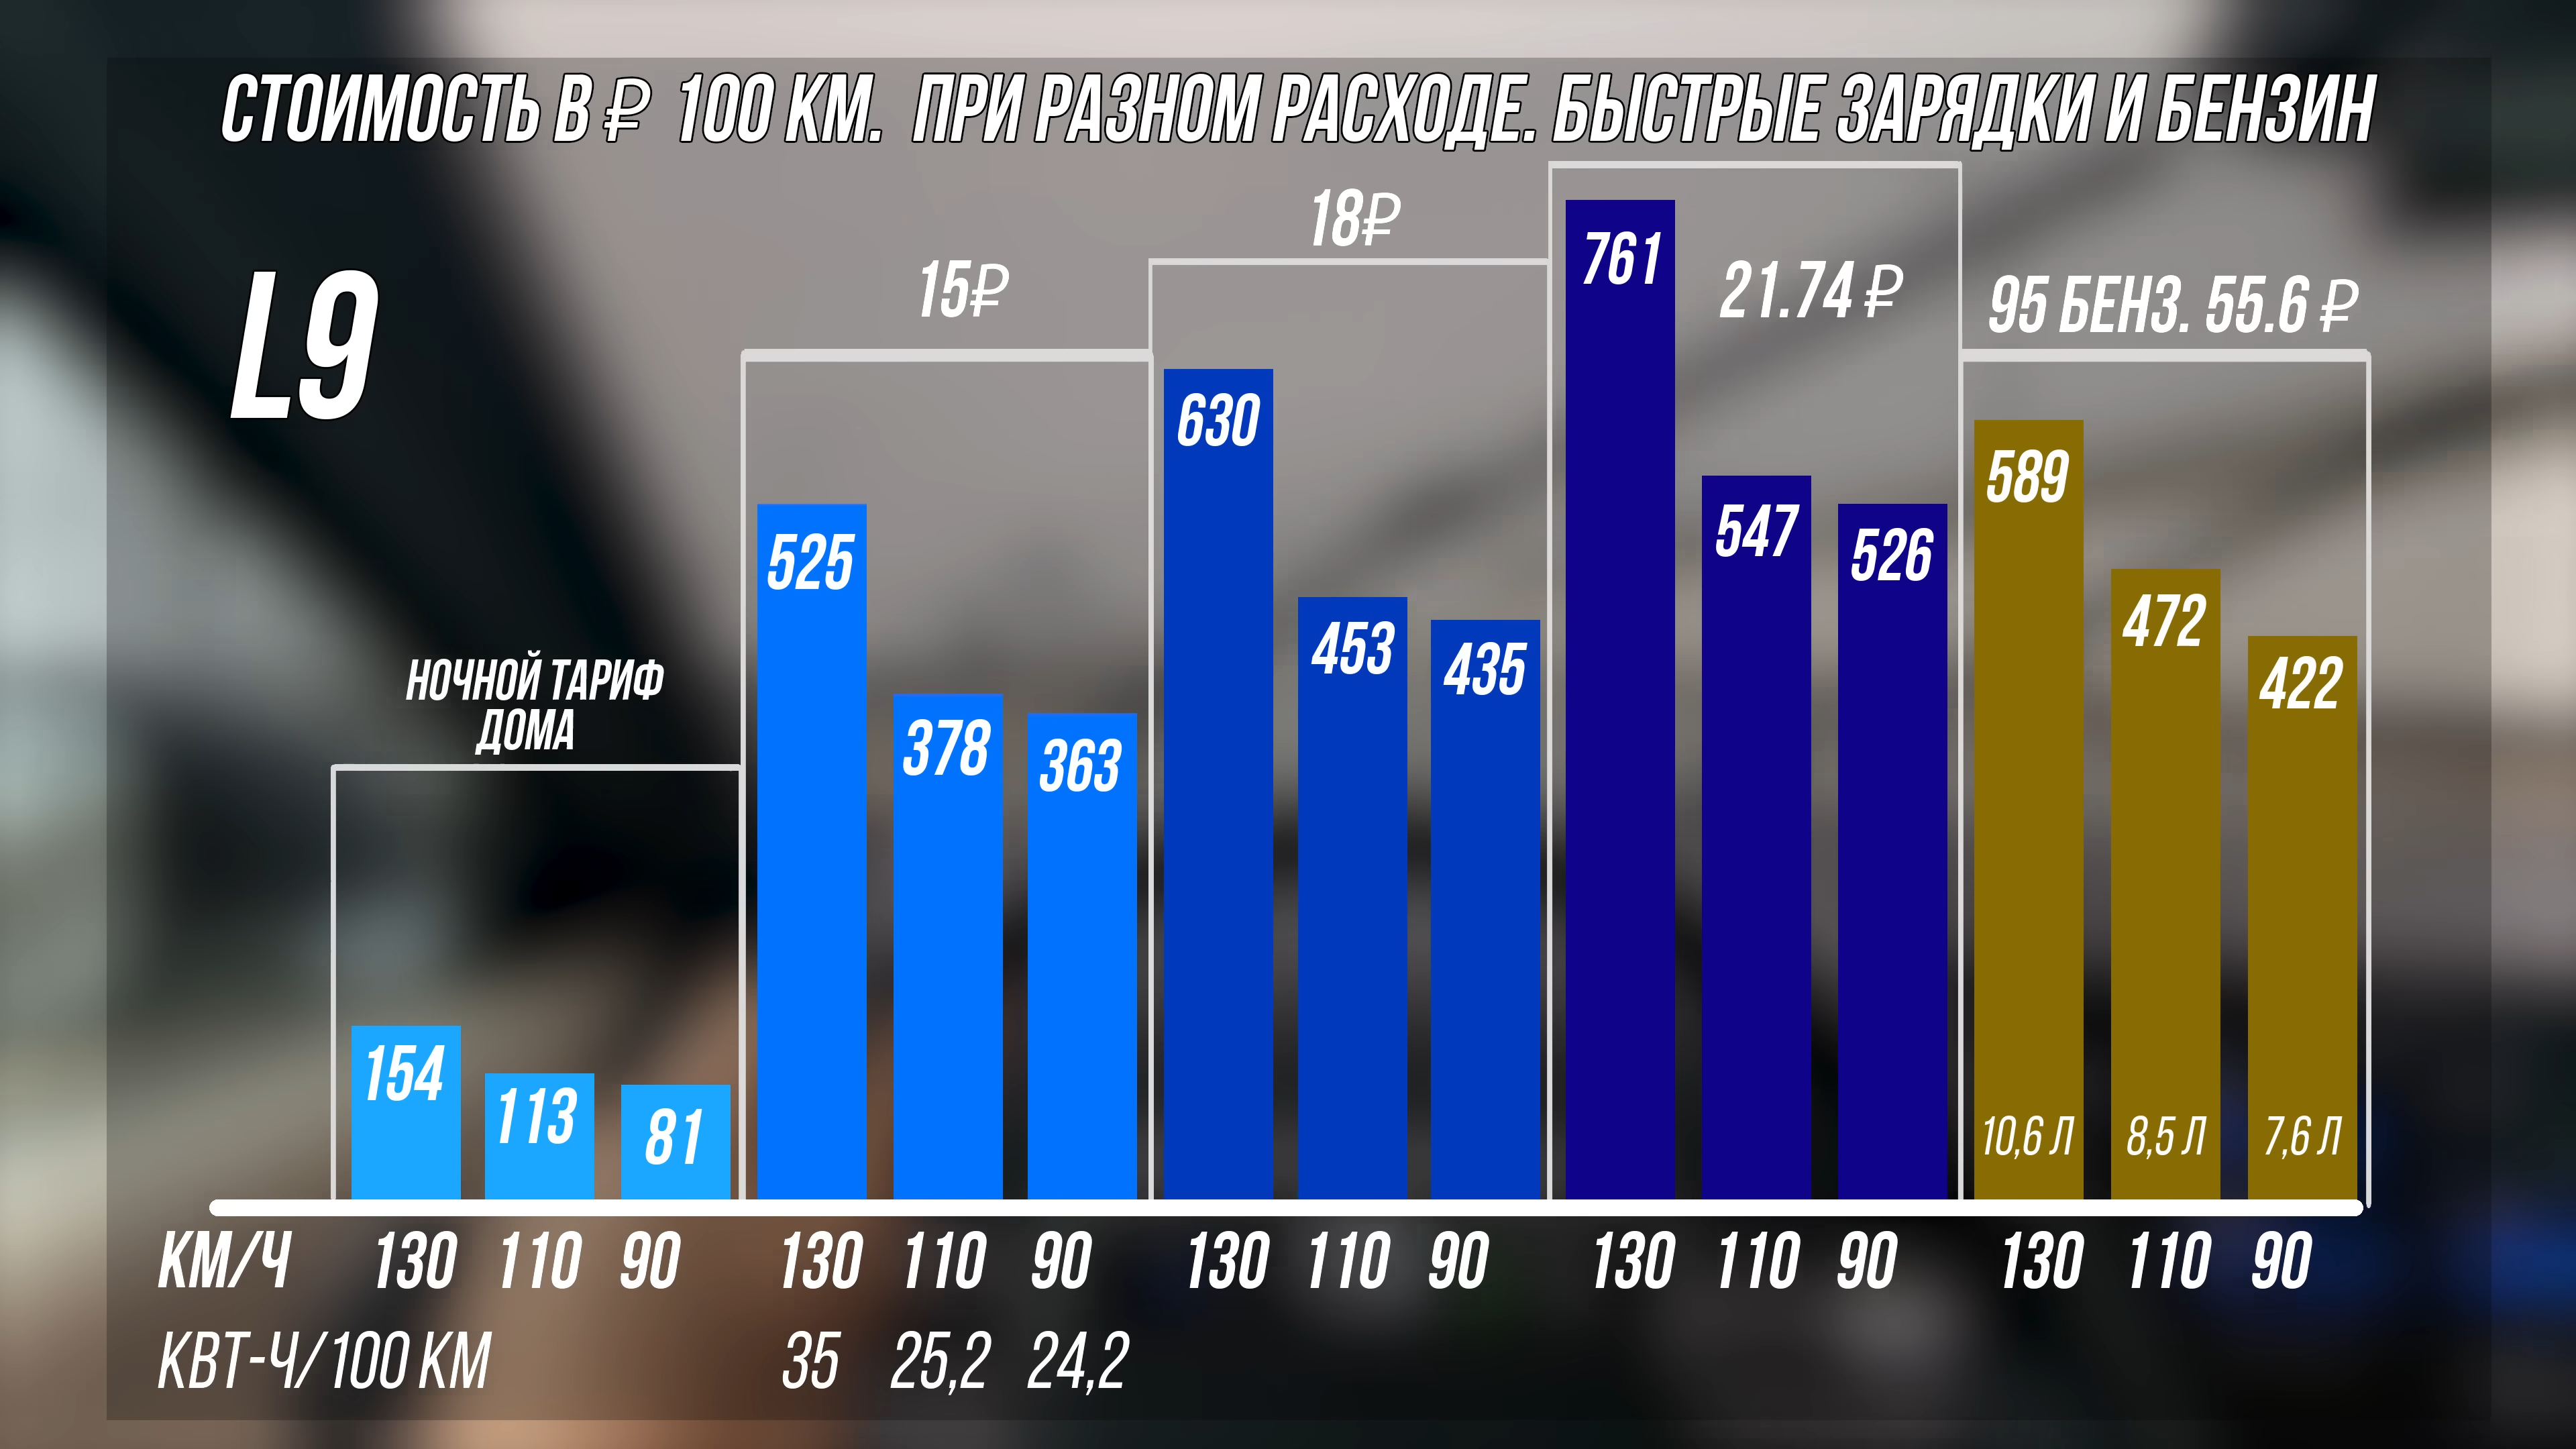 СТОИМОСТЬ В ₽ 100 КМ. ПРИ РАЗНОМ РАСХОДЕ. БЫСТРЫЕ ЗАРЯДКИ И БЕНЗИН
L9
НОЧНОЙ ТАРИФ
ДОМА
15₽
18₽
21.74 ₽
95 БЕНЗ. 55.6 ₽
154 113 81
525 378 363
630 453 435
761 547 526
589 472 422
10,6 Л 8,5 Л 7,6 Л
КМ/Ч 130 110 90 130 110 90 130 110 90 130 110 90 130 110 90
КВТ-Ч/100 КМ 35 25,2 24,2